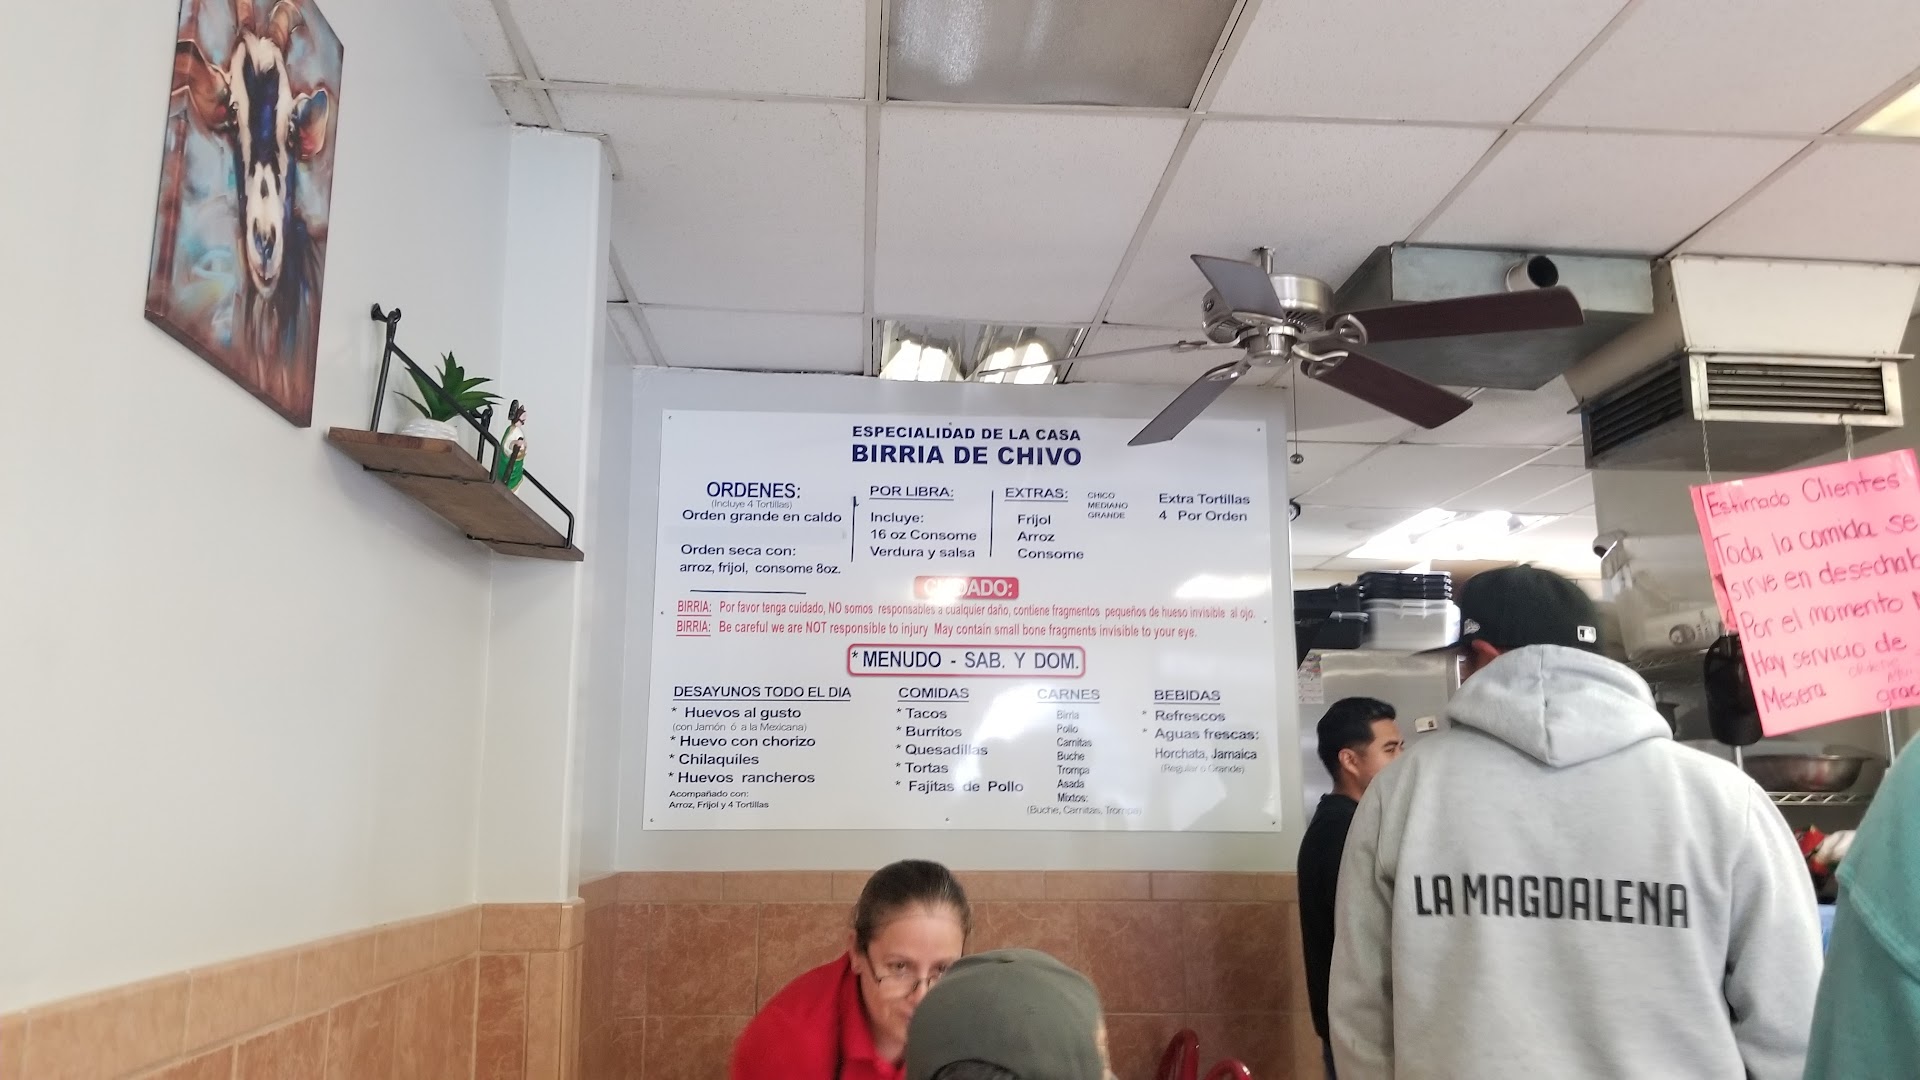 ESPECIALIDAD DE LA CASA
BIRRIA DE CHIVO
ORDENES:
(Incluye 4 Tortillas)
Orden grande en caldo
Orden seca con:
arroz, frijol, consome 8oz.
POR LIBRA:
Incluye:
16 oz Consome
Verdura y salsa
EXTRAS:
CHICO
MEDIANO
GRANDE
Frijol
Arroz
Consome
Extra Tortillas
4 Por Orden
CUIDADO:
BIRRIA: Por favor tenga cuidado, NO somos responsables a cualquier daño, contiene fragmentos pequeños de hueso invisible al ojo.
BIRRIA: Be careful we are NOT responsible to injury May contain small bone fragments invisible to your eye.
*MENUDO - SAB. Y DOM.
DESAYUNOS TODO EL DIA
* Huevos al gusto
(con Jamón ó a la Mexicana)
* Huevo con chorizo
* Chilaquiles
* Huevos rancheros
Acompañado con:
Arroz, Frijol y 4 Tortillas
COMIDAS
* Tacos
* Burritos
* Quesadillas
* Tortas
* Fajitas de Pollo
CARNES
Birria
Pollo
Carnitas
Buche
Trompa
Asada
Mixtos:
(Buche, Carnitas, Trompa)
BEBIDAS
* Refrescos
* Aguas frescas:
Horchata, Jamaica
(Regular o Grande)
Estimado Clientes
Toda la comida se
sirve en desechab
Por el momento
Hay servicio de
Mesera
LA MAGDALENA